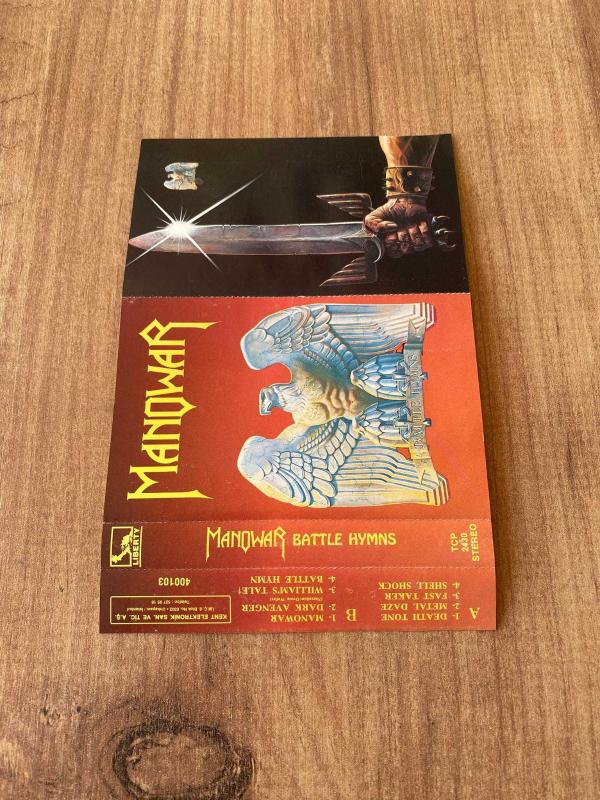 MANOWAR
BATTLE HYMNS
LIBERTY
MANOWAR BATTLE HYMNS
TCP
2430
STEREO
400103
A
1- DEATH TONE
2- METAL DAZE
3- FAST TAKER
4- SHELL SHOCK
B
1- MANOWAR
2- DARK AVENGER
3- WILLIAM'S TALE!
4- BATTLE HYMN
KENT ELEKTRONİK SAN. VE TİC. A.Ş.